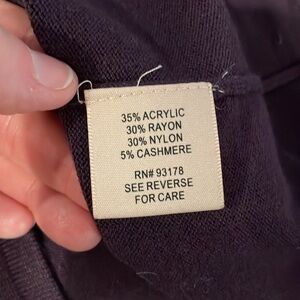 35% ACRYLIC
30% RAYON
30% NYLON
5% CASHMERE
RN# 93178
SEE REVERSE
FOR CARE